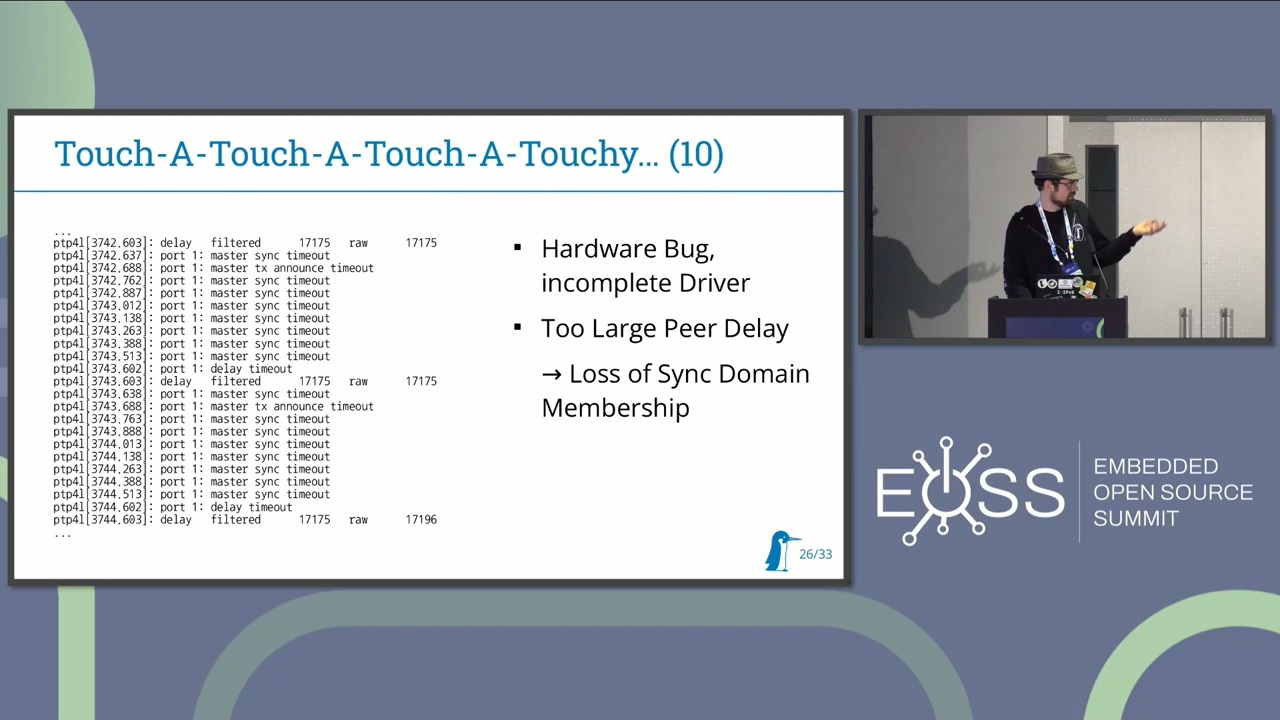 Touch-A-Touch-A-Touch-A-Touchy... (10)
...
ptp4l[3742.603]: delay filtered 17175 raw 17175
ptp4l[3742.637]: port 1: master sync timeout
ptp4l[3742.688]: port 1: master tx announce timeout
ptp4l[3742.762]: port 1: master sync timeout
ptp4l[3742.887]: port 1: master sync timeout
ptp4l[3743.012]: port 1: master sync timeout
ptp4l[3743.138]: port 1: master sync timeout
ptp4l[3743.263]: port 1: master sync timeout
ptp4l[3743.388]: port 1: master sync timeout
ptp4l[3743.513]: port 1: master sync timeout
ptp4l[3743.602]: port 1: delay timeout
ptp4l[3743.603]: delay filtered 17175 raw 17175
ptp4l[3743.638]: port 1: master sync timeout
ptp4l[3743.688]: port 1: master tx announce timeout
ptp4l[3743.763]: port 1: master sync timeout
ptp4l[3743.888]: port 1: master sync timeout
ptp4l[3744.013]: port 1: master sync timeout
ptp4l[3744.138]: port 1: master sync timeout
ptp4l[3744.263]: port 1: master sync timeout
ptp4l[3744.388]: port 1: master sync timeout
ptp4l[3744.513]: port 1: master sync timeout
ptp4l[3744.602]: port 1: delay timeout
ptp4l[3744.603]: delay filtered 17175 raw 17196
...
▪ Hardware Bug,
incomplete Driver
▪ Too Large Peer Delay
→ Loss of Sync Domain
Membership
26/33
EOSS
EMBEDDED
OPEN SOURCE
SUMMIT